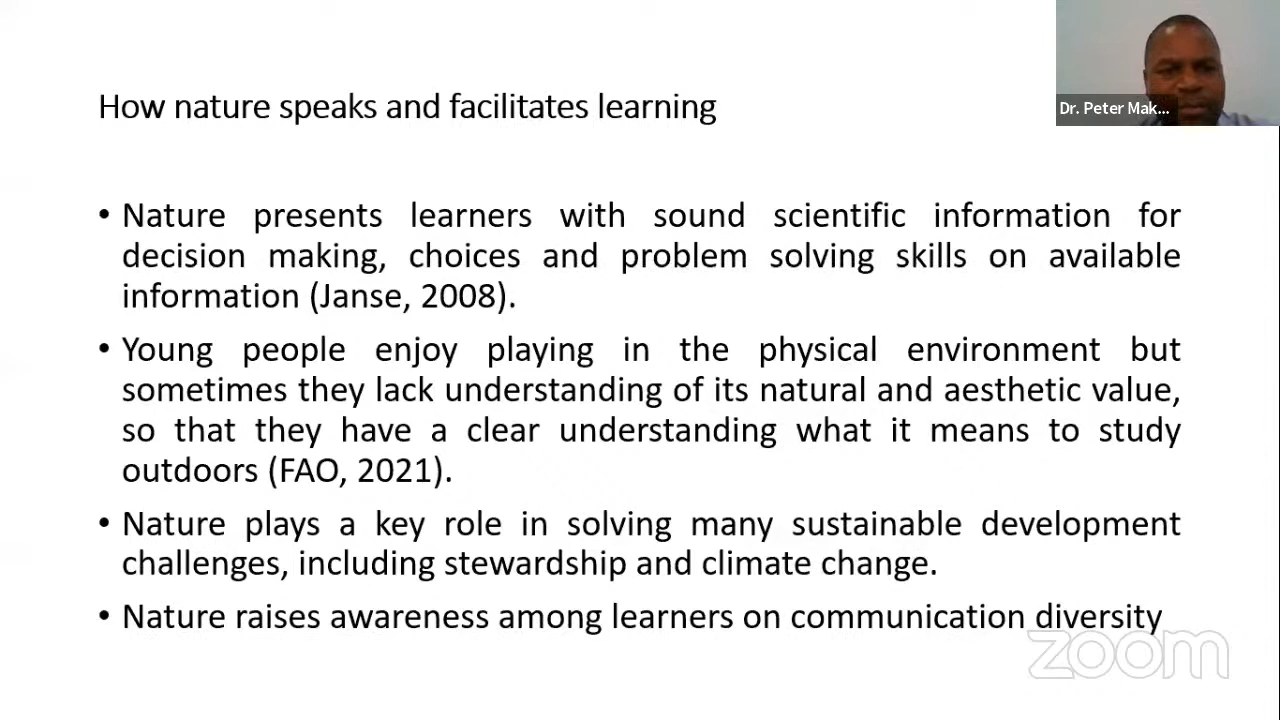 How nature speaks and facilitates learning
Dr. Peter Mak...
• Nature presents learners with sound scientific information for
decision making, choices and problem solving skills on available
information (Janse, 2008).
• Young people enjoy playing in the physical environment but
sometimes they lack understanding of its natural and aesthetic value,
so that they have a clear understanding what it means to study
outdoors (FAO, 2021).
• Nature plays a key role in solving many sustainable development
challenges, including stewardship and climate change.
• Nature raises awareness among learners on communication diversity
zoom